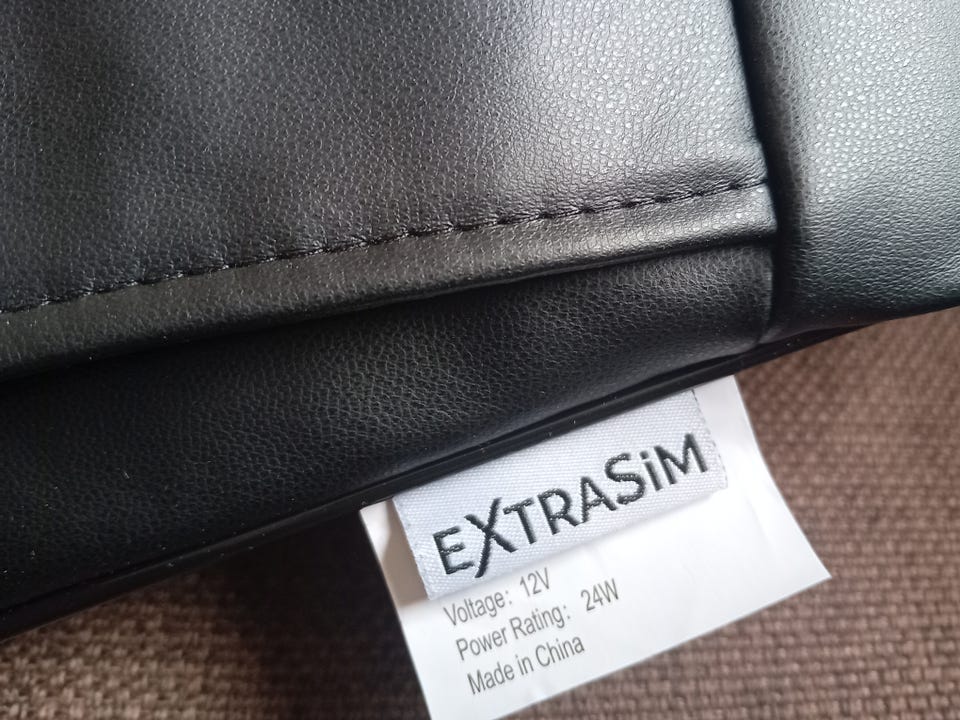 EXTRASiM
Voltage: 12V
Power Rating: 24W
Made in China